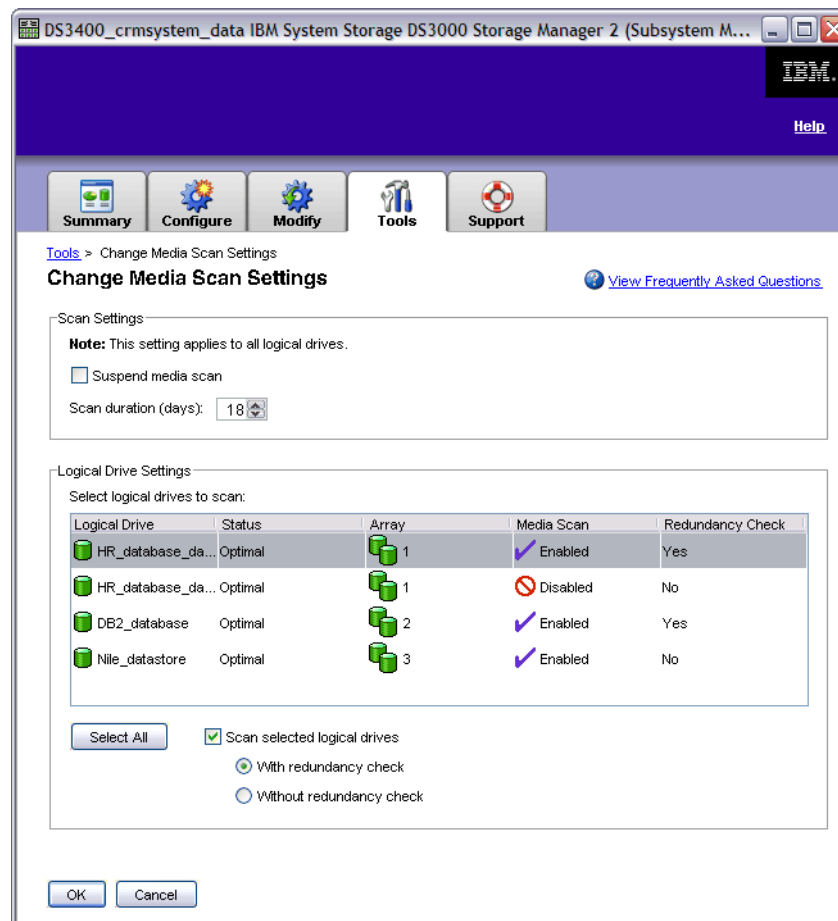 DS3400_crmsystem_data IBM System Storage DS3000 Storage Manager 2 (Subsystem M...
IBM.
Help
Summary
Configure
Modify
Tools
Support
Tools > Change Media Scan Settings
Change Media Scan Settings
View Frequently Asked Questions
Scan Settings
Note: This setting applies to all logical drives.
Suspend media scan
Scan duration (days): 18
Logical Drive Settings
Select logical drives to scan:
Logical Drive Status Array Media Scan Redundancy Check
HR_database_da... Optimal 1 Enabled Yes
HR_database_da... Optimal 1 Disabled No
DB2_database Optimal 2 Enabled Yes
Nile_datastore Optimal 3 Enabled No
Select All
Scan selected logical drives
With redundancy check
Without redundancy check
OK
Cancel